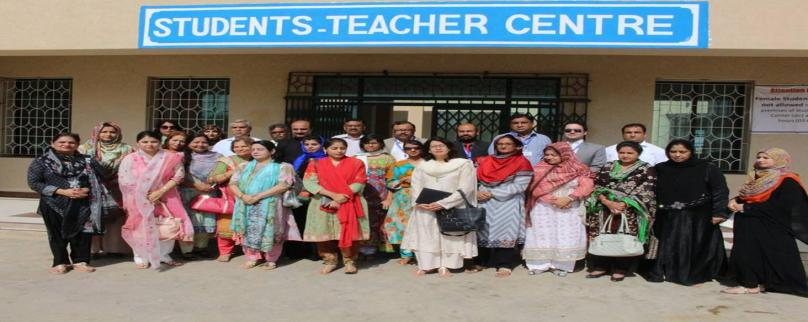 STUDENTS-TEACHER CENTRE
Attention
Female Students
not allowed
premises of